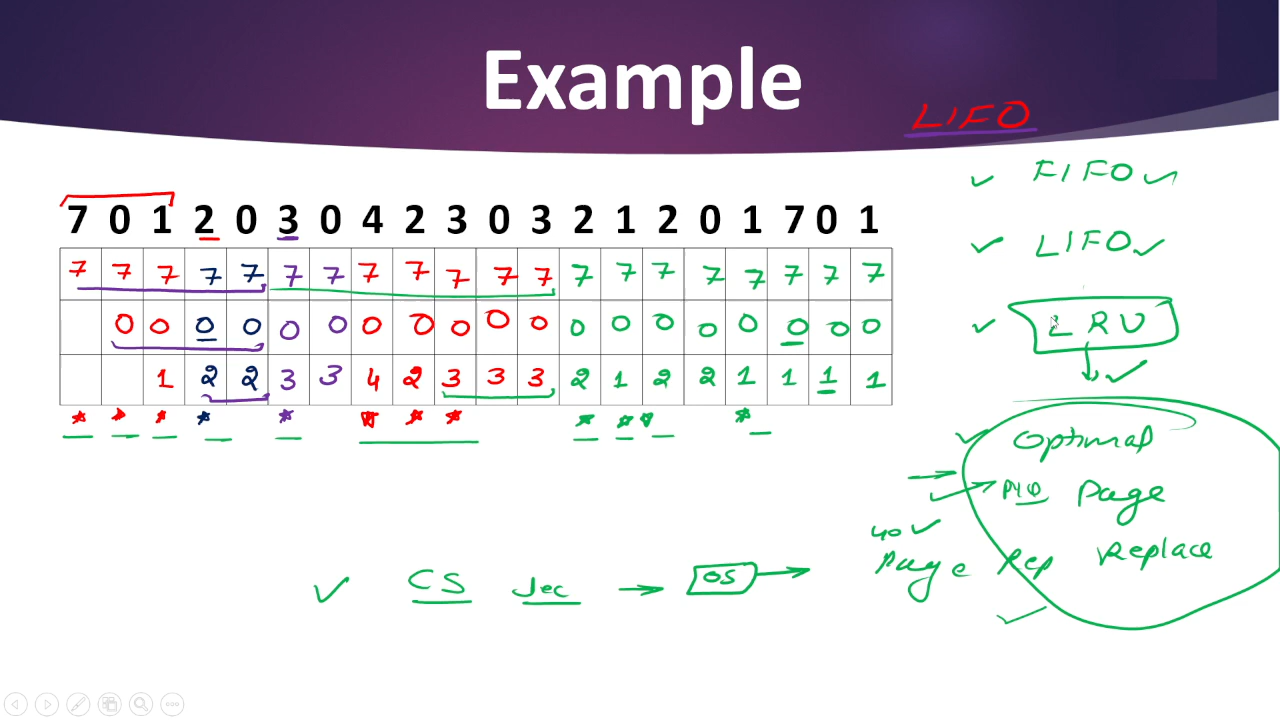 Example
LIFO
FIFO
LIFO
LRU
7 0 1 2 0 3 0 4 2 3 0 3 2 1 2 0 1 7 0 1
7 7 7 7 7 7 7 7 7 7 7 7 7 7 7 7 7 7 7 7
0 0 0 0 0 0 0 0 0 0 0 0 0 0 0 0 0 0 0
1 2 2 3 3 4 2 3 3 3 2 1 2 2 1 1 1 1
optimal
Page
Replace
40
Page Rep
CS Jec → OS →